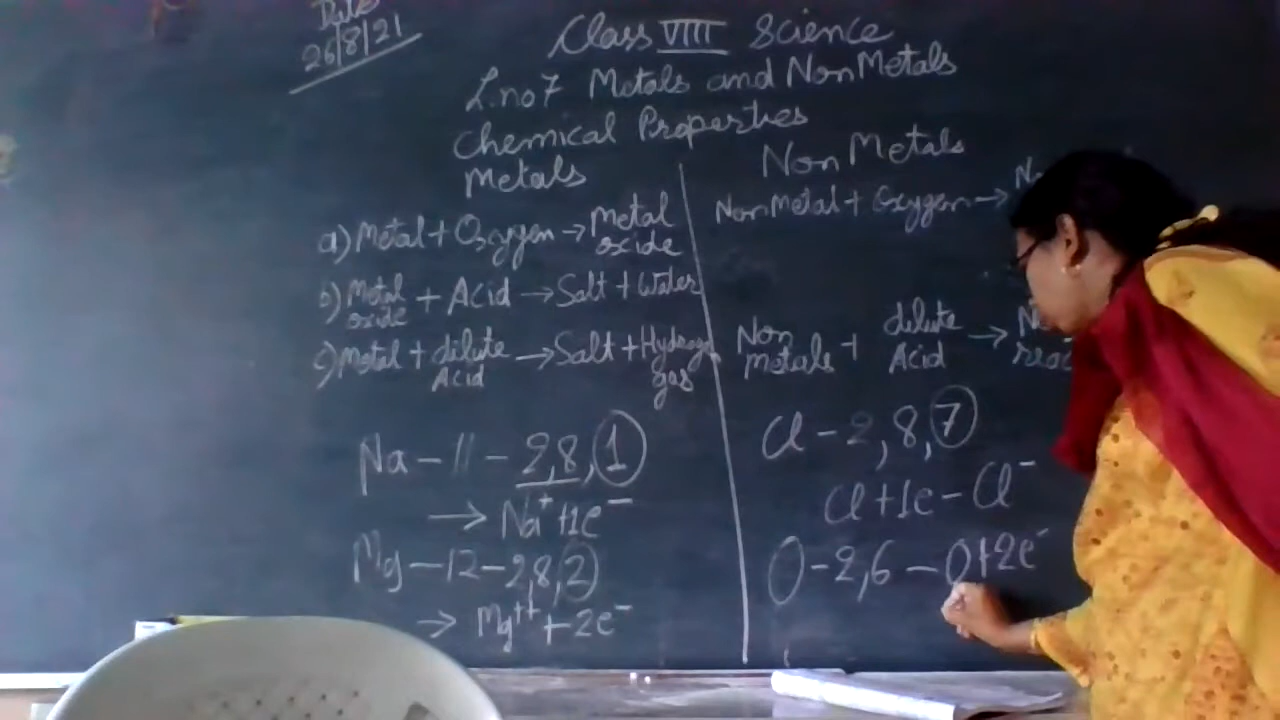 Date
26/8/21
Class VIII Science
L.no 7 Metals and NonMetals
Chemical Properties
Metals
a) Metal + Oxygen → Metal oxide
b) Metal oxide + Acid → Salt + Water
c) Metal + dilute Acid → Salt + Hydrogen gas
Na - 11 - 2,8,1
→ Na⁺ + 1e⁻
Mg - 12 - 2,8,2
→ Mg⁺⁺ + 2e⁻
Non Metals
Non Metal + Oxygen →
Non metals + dilute Acid →
Cl - 2,8,7
Cl + 1e - Cl⁻
O - 2,6 - O + 2e⁻